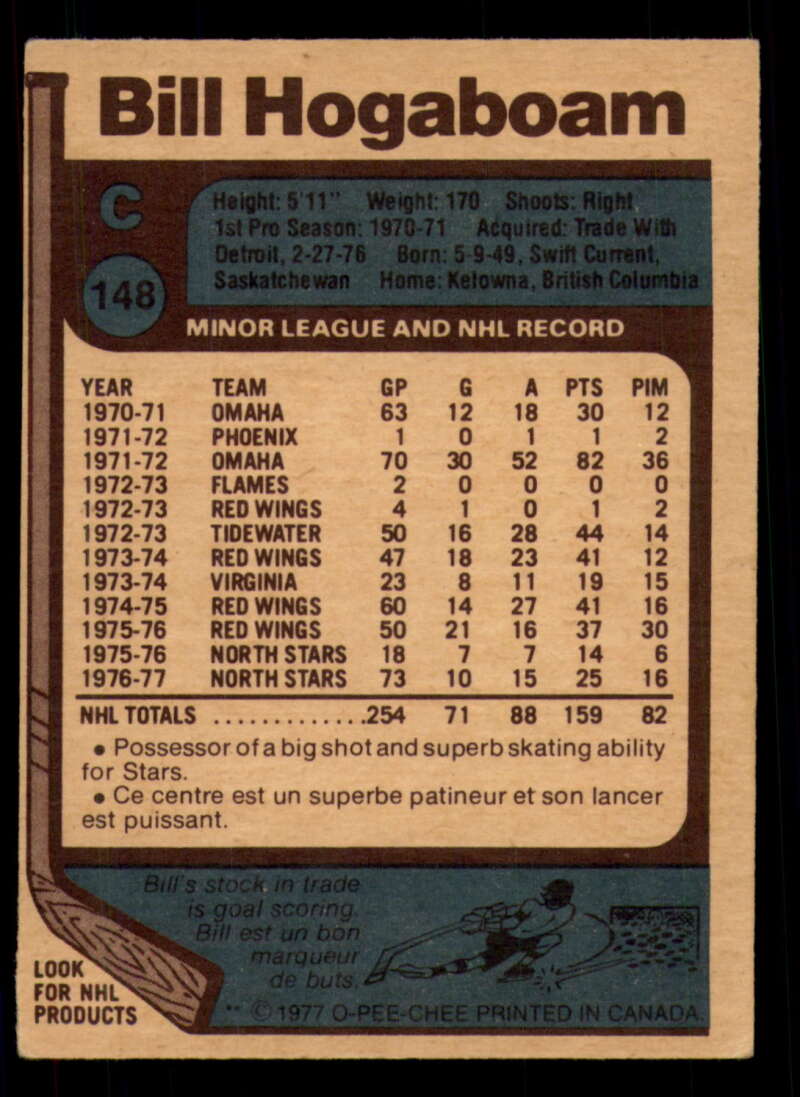 Bill Hogaboam
C
148
Height: 5'11" Weight: 170 Shoots: Right
1st Pro Season: 1970-71 Acquired: Trade With
Detroit, 2-27-76 Born: 5-9-49, Swift Current,
Saskatchewan Home: Kelowna, British Columbia
MINOR LEAGUE AND NHL RECORD
YEAR TEAM GP G A PTS PIM
1970-71 OMAHA 63 12 18 30 12
1971-72 PHOENIX 1 0 1 1 2
1971-72 OMAHA 70 30 52 82 36
1972-73 FLAMES 2 0 0 0 0
1972-73 RED WINGS 4 1 0 1 2
1972-73 TIDEWATER 50 16 28 44 14
1973-74 RED WINGS 47 18 23 41 12
1973-74 VIRGINIA 23 8 11 19 15
1974-75 RED WINGS 60 14 27 41 16
1975-76 RED WINGS 50 21 16 37 30
1975-76 NORTH STARS 18 7 7 14 6
1976-77 NORTH STARS 73 10 15 25 16
NHL TOTALS .............254 71 88 159 82
• Possessor of a big shot and superb skating ability
for Stars.
• Ce centre est un superbe patineur et son lancer
est puissant.
Bill's stock in trade
is goal scoring.
Bill est un bon
marqueur
de buts.
LOOK
FOR NHL
PRODUCTS
** © 1977 O-PEE-CHEE PRINTED IN CANADA.